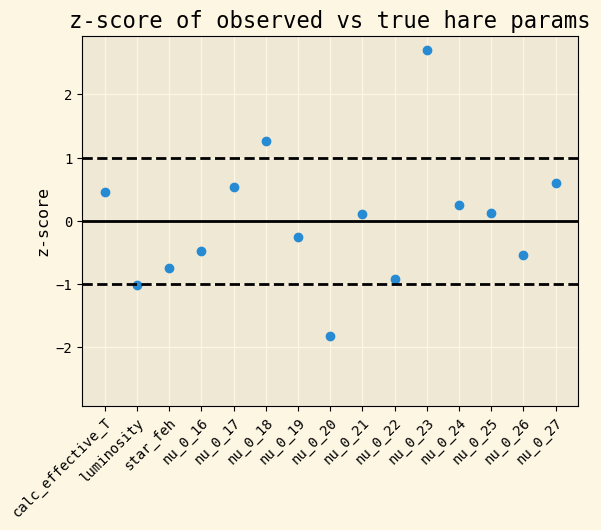 z-score of observed vs true hare params
z-score
2
1
0
−1
−2
calc_effective_T
luminosity
star_feh
nu_0_16
nu_0_17
nu_0_18
nu_0_19
nu_0_20
nu_0_21
nu_0_22
nu_0_23
nu_0_24
nu_0_25
nu_0_26
nu_0_27